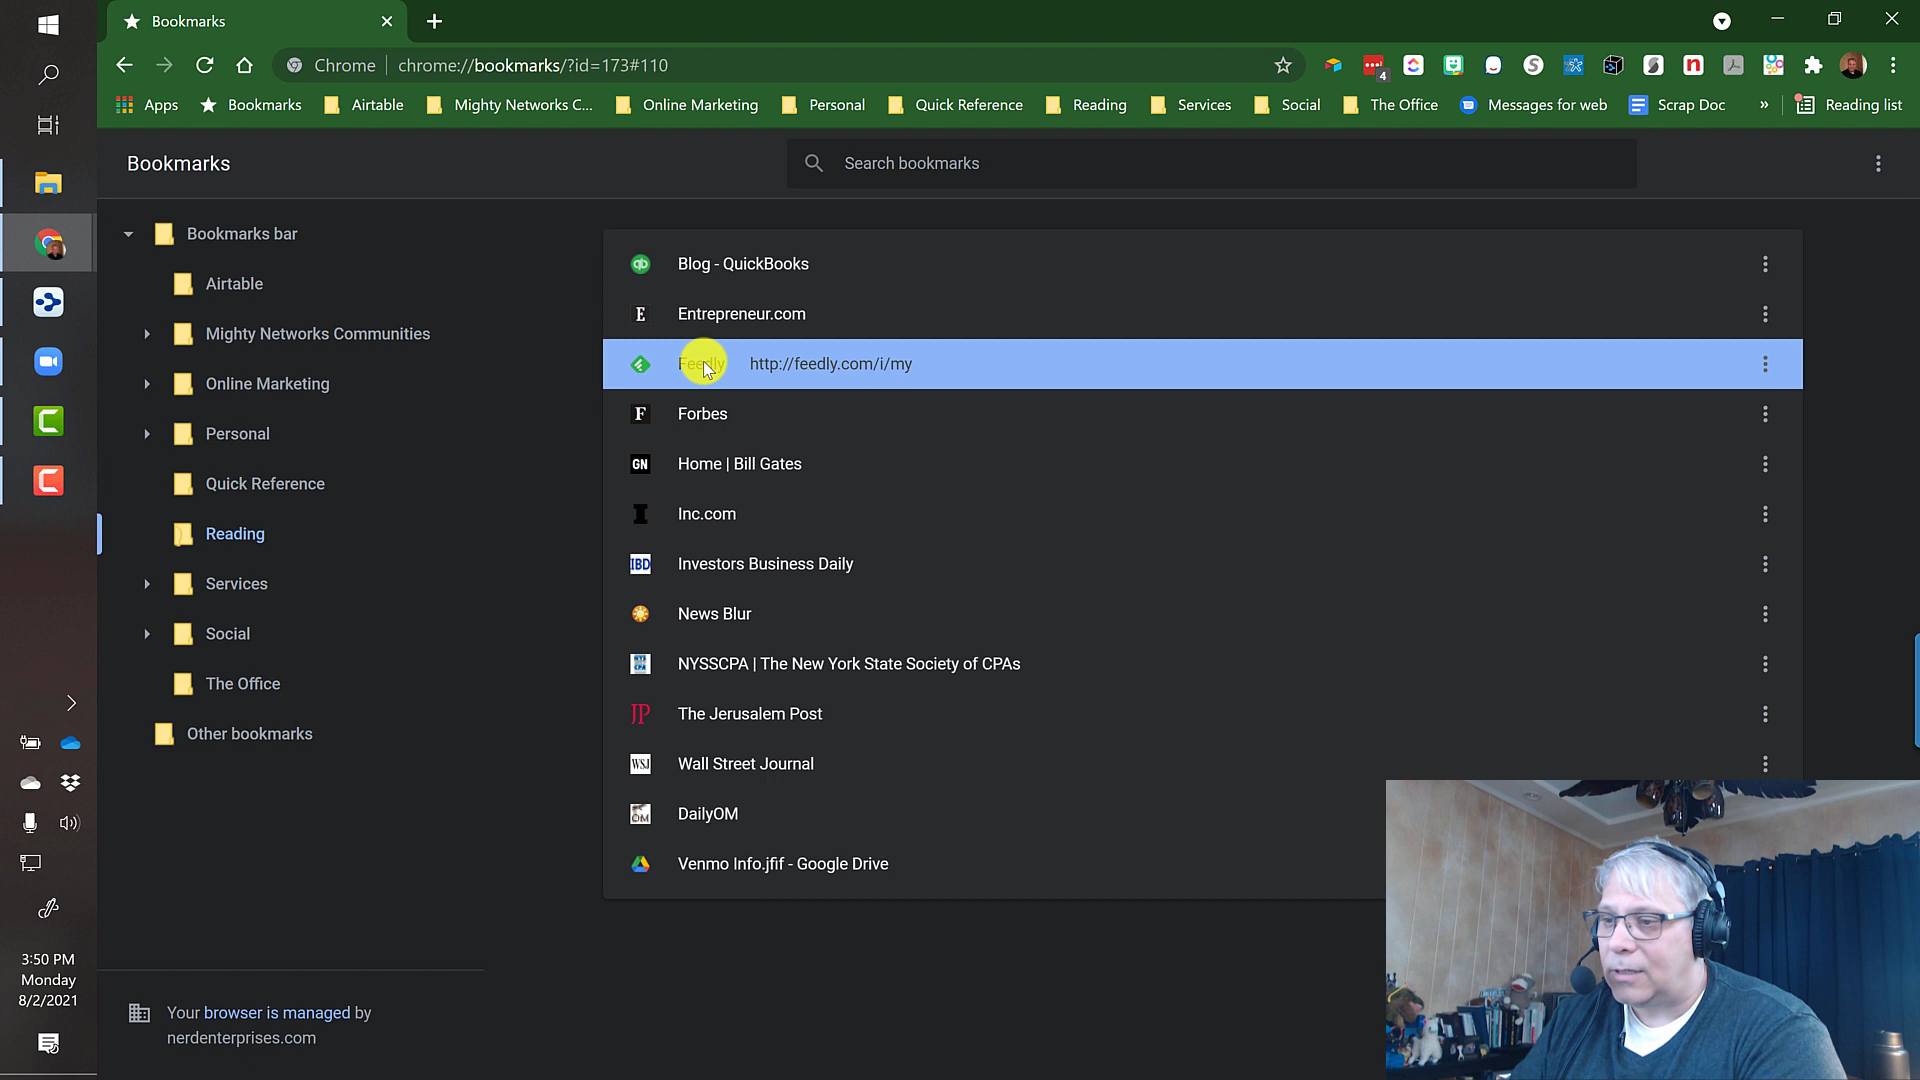 Bookmarks
Chrome
chrome://bookmarks/?id=173#110
4
Apps
Bookmarks
Airtable
Mighty Networks C...
Online Marketing
Personal
Quick Reference
Reading
Services
Social
The Office
Messages for web
Scrap Doc
»
Reading list
Bookmarks
Search bookmarks
Bookmarks bar
Airtable
Mighty Networks Communities
Online Marketing
Personal
Quick Reference
Reading
Services
Social
The Office
Other bookmarks
Blog - QuickBooks
Entrepreneur.com
Feedly http://feedly.com/i/my
Forbes
Home | Bill Gates
Inc.com
Investors Business Daily
News Blur
NYSSCPA | The New York State Society of CPAs
The Jerusalem Post
Wall Street Journal
DailyOM
Venmo Info.jfif - Google Drive
Your browser is managed by
nerdenterprises.com
3:50 PM
Monday
8/2/2021